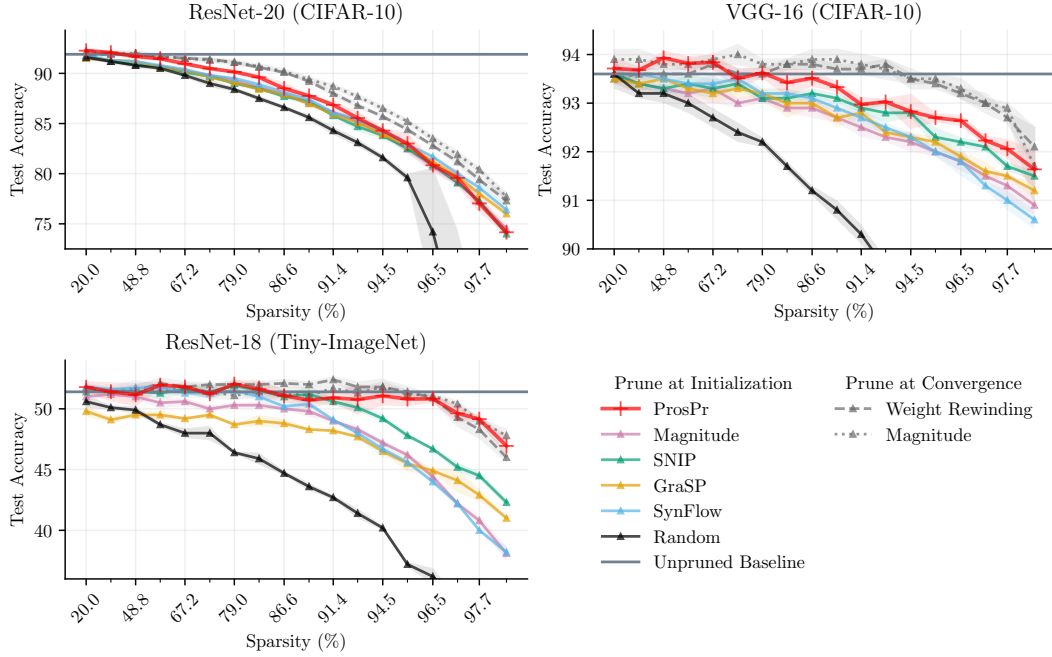 ResNet-20 (CIFAR-10)
90
85
80
75
Test Accuracy
20.0
48.8
67.2
79.0
86.6
91.4
94.5
96.5
97.7
Sparsity (%)
VGG-16 (CIFAR-10)
94
93
92
91
90
Test Accuracy
20.0
48.8
67.2
79.0
86.6
91.4
94.5
96.5
97.7
Sparsity (%)
ResNet-18 (Tiny-ImageNet)
50
45
40
Test Accuracy
20.0
48.8
67.2
79.0
86.6
91.4
94.5
96.5
97.7
Sparsity (%)
Prune at Initialization
ProsPr
Magnitude
SNIP
GraSP
SynFlow
Random
Unpruned Baseline
Prune at Convergence
Weight Rewinding
Magnitude